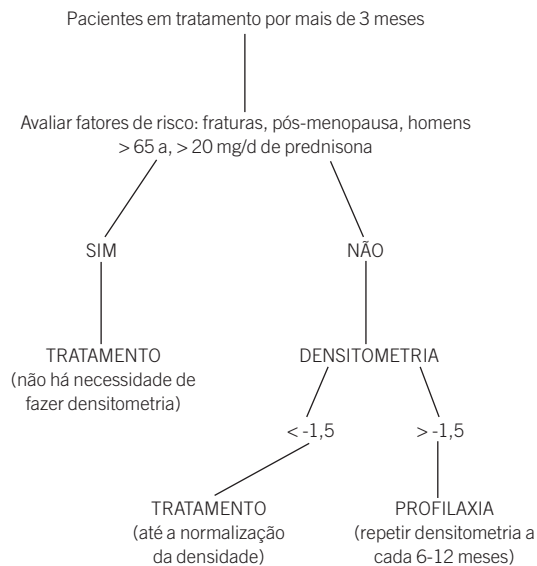 Pacientes em tratamento por mais de 3 meses
Avaliar fatores de risco: fraturas, pós-menopausa, homens
> 65 a, > 20 mg/d de prednisona
SIM
NÃO
TRATAMENTO
(não há necessidade de
fazer densitometria)
DENSITOMETRIA
< -1,5
> -1,5
TRATAMENTO
(até a normalização
da densidade)
PROFILAXIA
(repetir densitometria a
cada 6-12 meses)